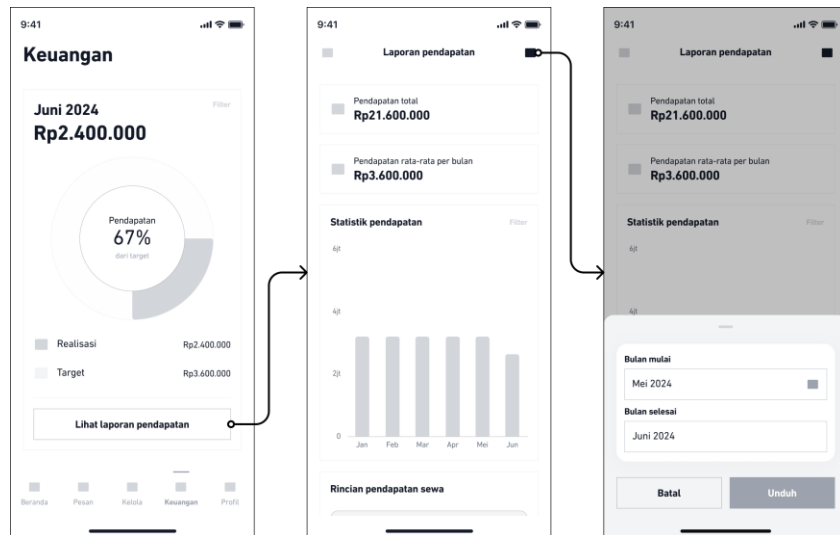 9:41
Keuangan
Juni 2024
Filter
Rp2.400.000
Pendapatan
67%
dari target
Realisasi
Rp2.400.000
Target
Rp3.600.000
Lihat laporan pendapatan
Beranda
Pesan
Kelola
Keuangan
Profil
9:41
Laporan pendapatan
Pendapatan total
Rp21.600.000
Pendapatan rata-rata per bulan
Rp3.600.000
Statistik pendapatan
Filter
6jt
4jt
2jt
0
Jan
Feb
Mar
Apr
Mei
Jun
Rincian pendapatan sewa
9:41
Laporan pendapatan
Pendapatan total
Rp21.600.000
Pendapatan rata-rata per bulan
Rp3.600.000
Statistik pendapatan
Filter
6jt
4jt
Bulan mulai
Mei 2024
Bulan selesai
Juni 2024
Batal
Unduh